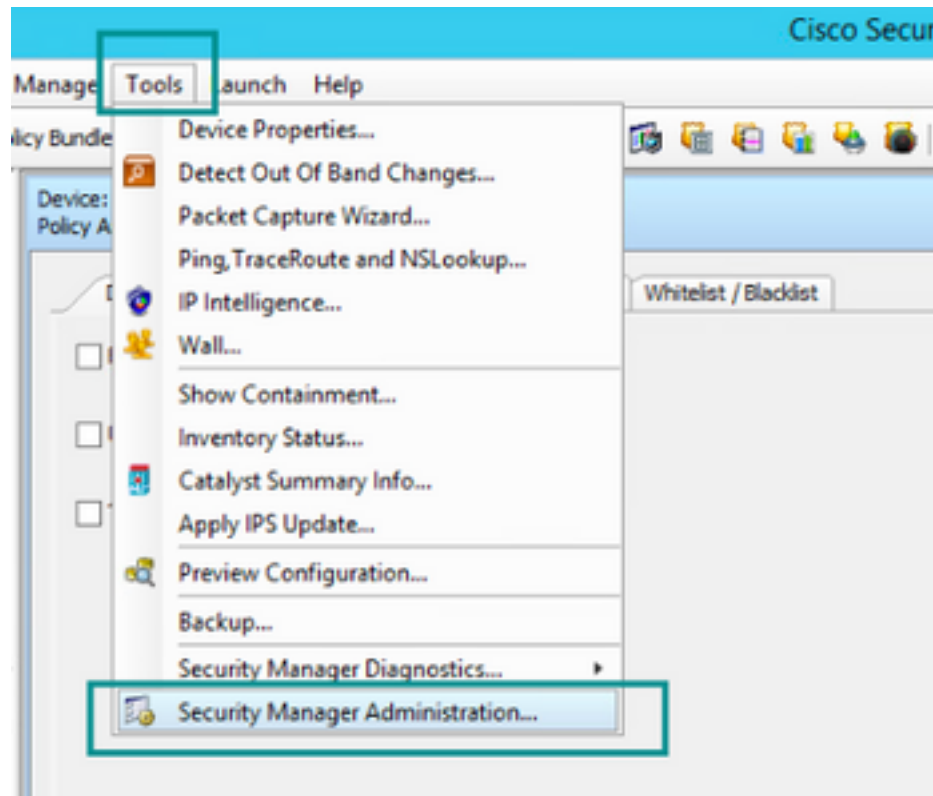 Cisco Secur
Manage Tools aunch Help
licy Bundle
Device Properties...
Detect Out Of Band Changes...
Device:
Packet Capture Wizard...
Policy A
Ping,TraceRoute and NSLookup...
IP Intelligence...
Whitelist / Blacklist
Wall...
Show Containment...
Inventory Status...
Catalyst Summary Info...
Apply IPS Update...
Preview Configuration...
Backup...
Security Manager Diagnostics...
Security Manager Administration...